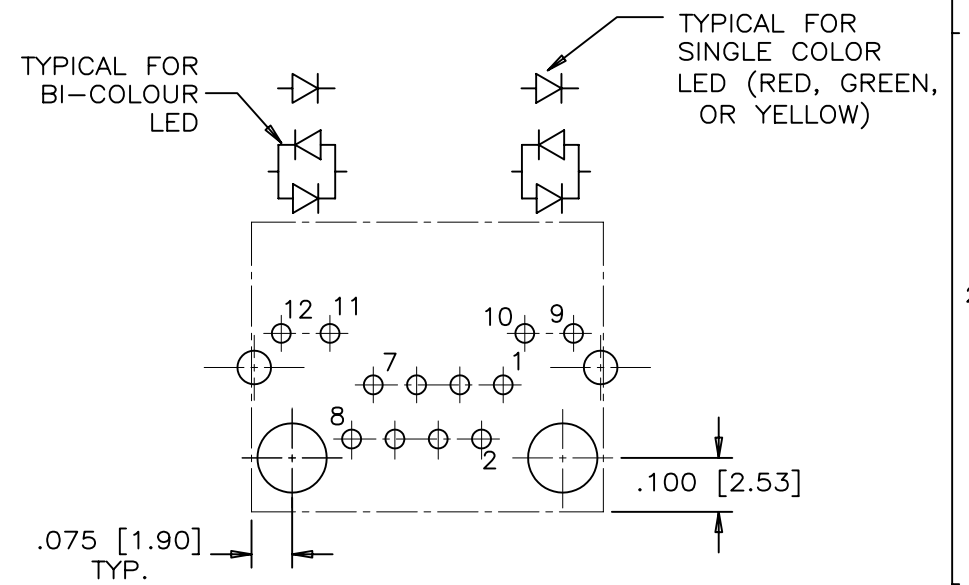 TYPICAL FOR
BI-COLOUR
LED
TYPICAL FOR
SINGLE COLOR
LED (RED, GREEN,
OR YELLOW)
12 11
10 9
7 1
8
2
.100 [2.53]
.075 [1.90]
TYP.